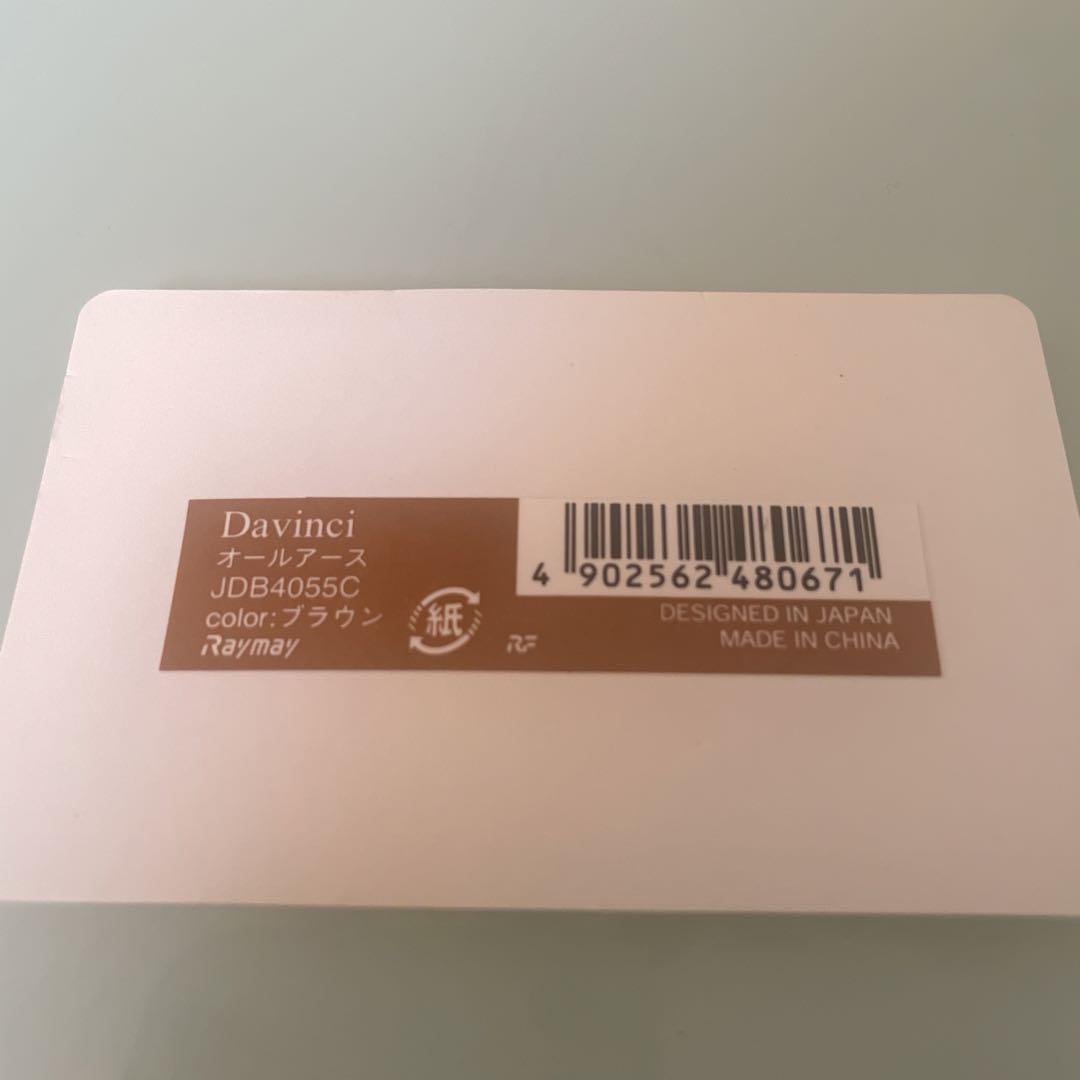 Davinci
オールアース
JDB4055C
color:ブラウン
Raymay
紙
RF
4 902562 480671
DESIGNED IN JAPAN
MADE IN CHINA